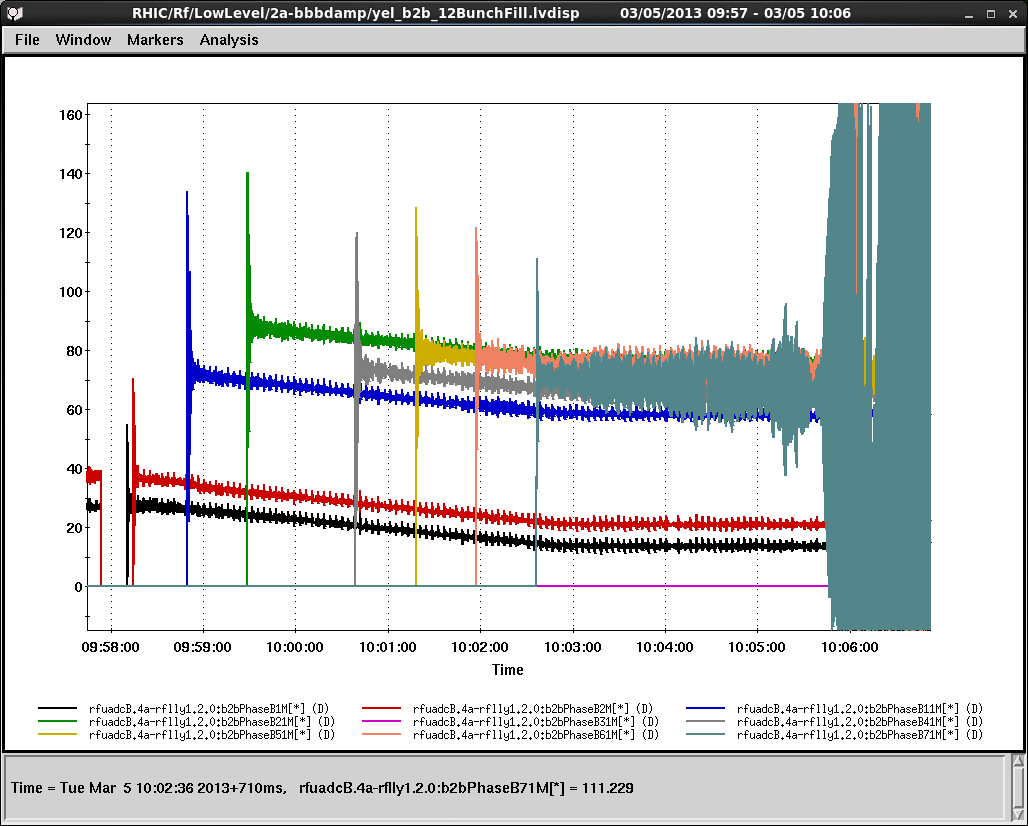 RHIC/Rf/LowLevel/2a-bbbdamp/yel_b2b_12BunchFill.lvdisp 03/05/2013 09:57 - 03/05 10:06
File Window Markers Analysis
160
140
120
100
80
60
40
20
0
09:58:00 09:59:00 10:00:00 10:01:00 10:02:00 10:03:00 10:04:00 10:05:00 10:06:00
Time
rfuadcB.4a-rflly1.2.0:b2bPhaseB1M[*] (D) rfuadcB.4a-rflly1.2.0:b2bPhaseB2M[*] (D) rfuadcB.4a-rflly1.2.0:b2bPhaseB11M[*] (D)
rfuadcB.4a-rflly1.2.0:b2bPhaseB21M[*] (D) rfuadcB.4a-rflly1.2.0:b2bPhaseB31M[*] (D) rfuadcB.4a-rflly1.2.0:b2bPhaseB41M[*] (D)
rfuadcB.4a-rflly1.2.0:b2bPhaseB51M[*] (D) rfuadcB.4a-rflly1.2.0:b2bPhaseB61M[*] (D) rfuadcB.4a-rflly1.2.0:b2bPhaseB71M[*] (D)
Time = Tue Mar 5 10:02:36 2013+710ms, rfuadcB.4a-rflly1.2.0:b2bPhaseB71M[*] = 111.229